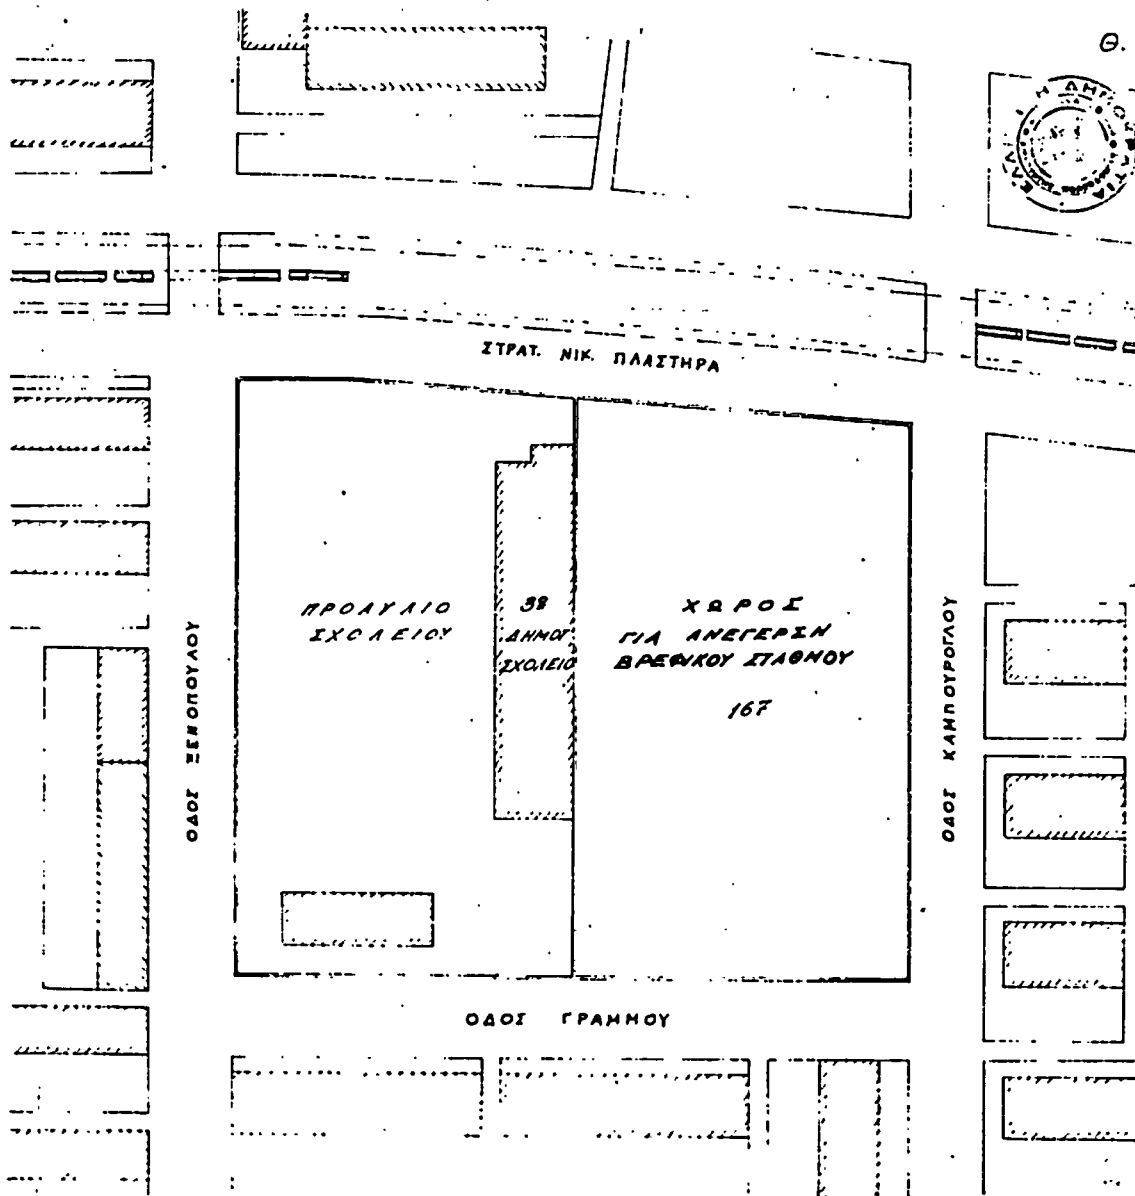 Θ.
ΣΤΡΑΤ. ΝΙΚ. ΠΛΑΣΤΗΡΑ
ΠΡΟΑΥΛΙΟ
ΣΧΟΛΕΙΟΥ
38
ΔΗΜΟΤ
ΣΧΟΛΕΙΟ
ΧΩΡΟΣ
ΓΙΑ ΑΝΕΓΕΡΣΗ
ΒΡΕΦΙΚΟΥ ΣΤΑΘΜΟΥ
167
ΟΔΟΣ ΞΕΝΟΠΟΥΛΟΥ
ΟΔΟΣ ΚΑΜΠΟΥΡΟΓΛΟΥ
ΟΔΟΣ ΓΡΑΜΜΟΥ